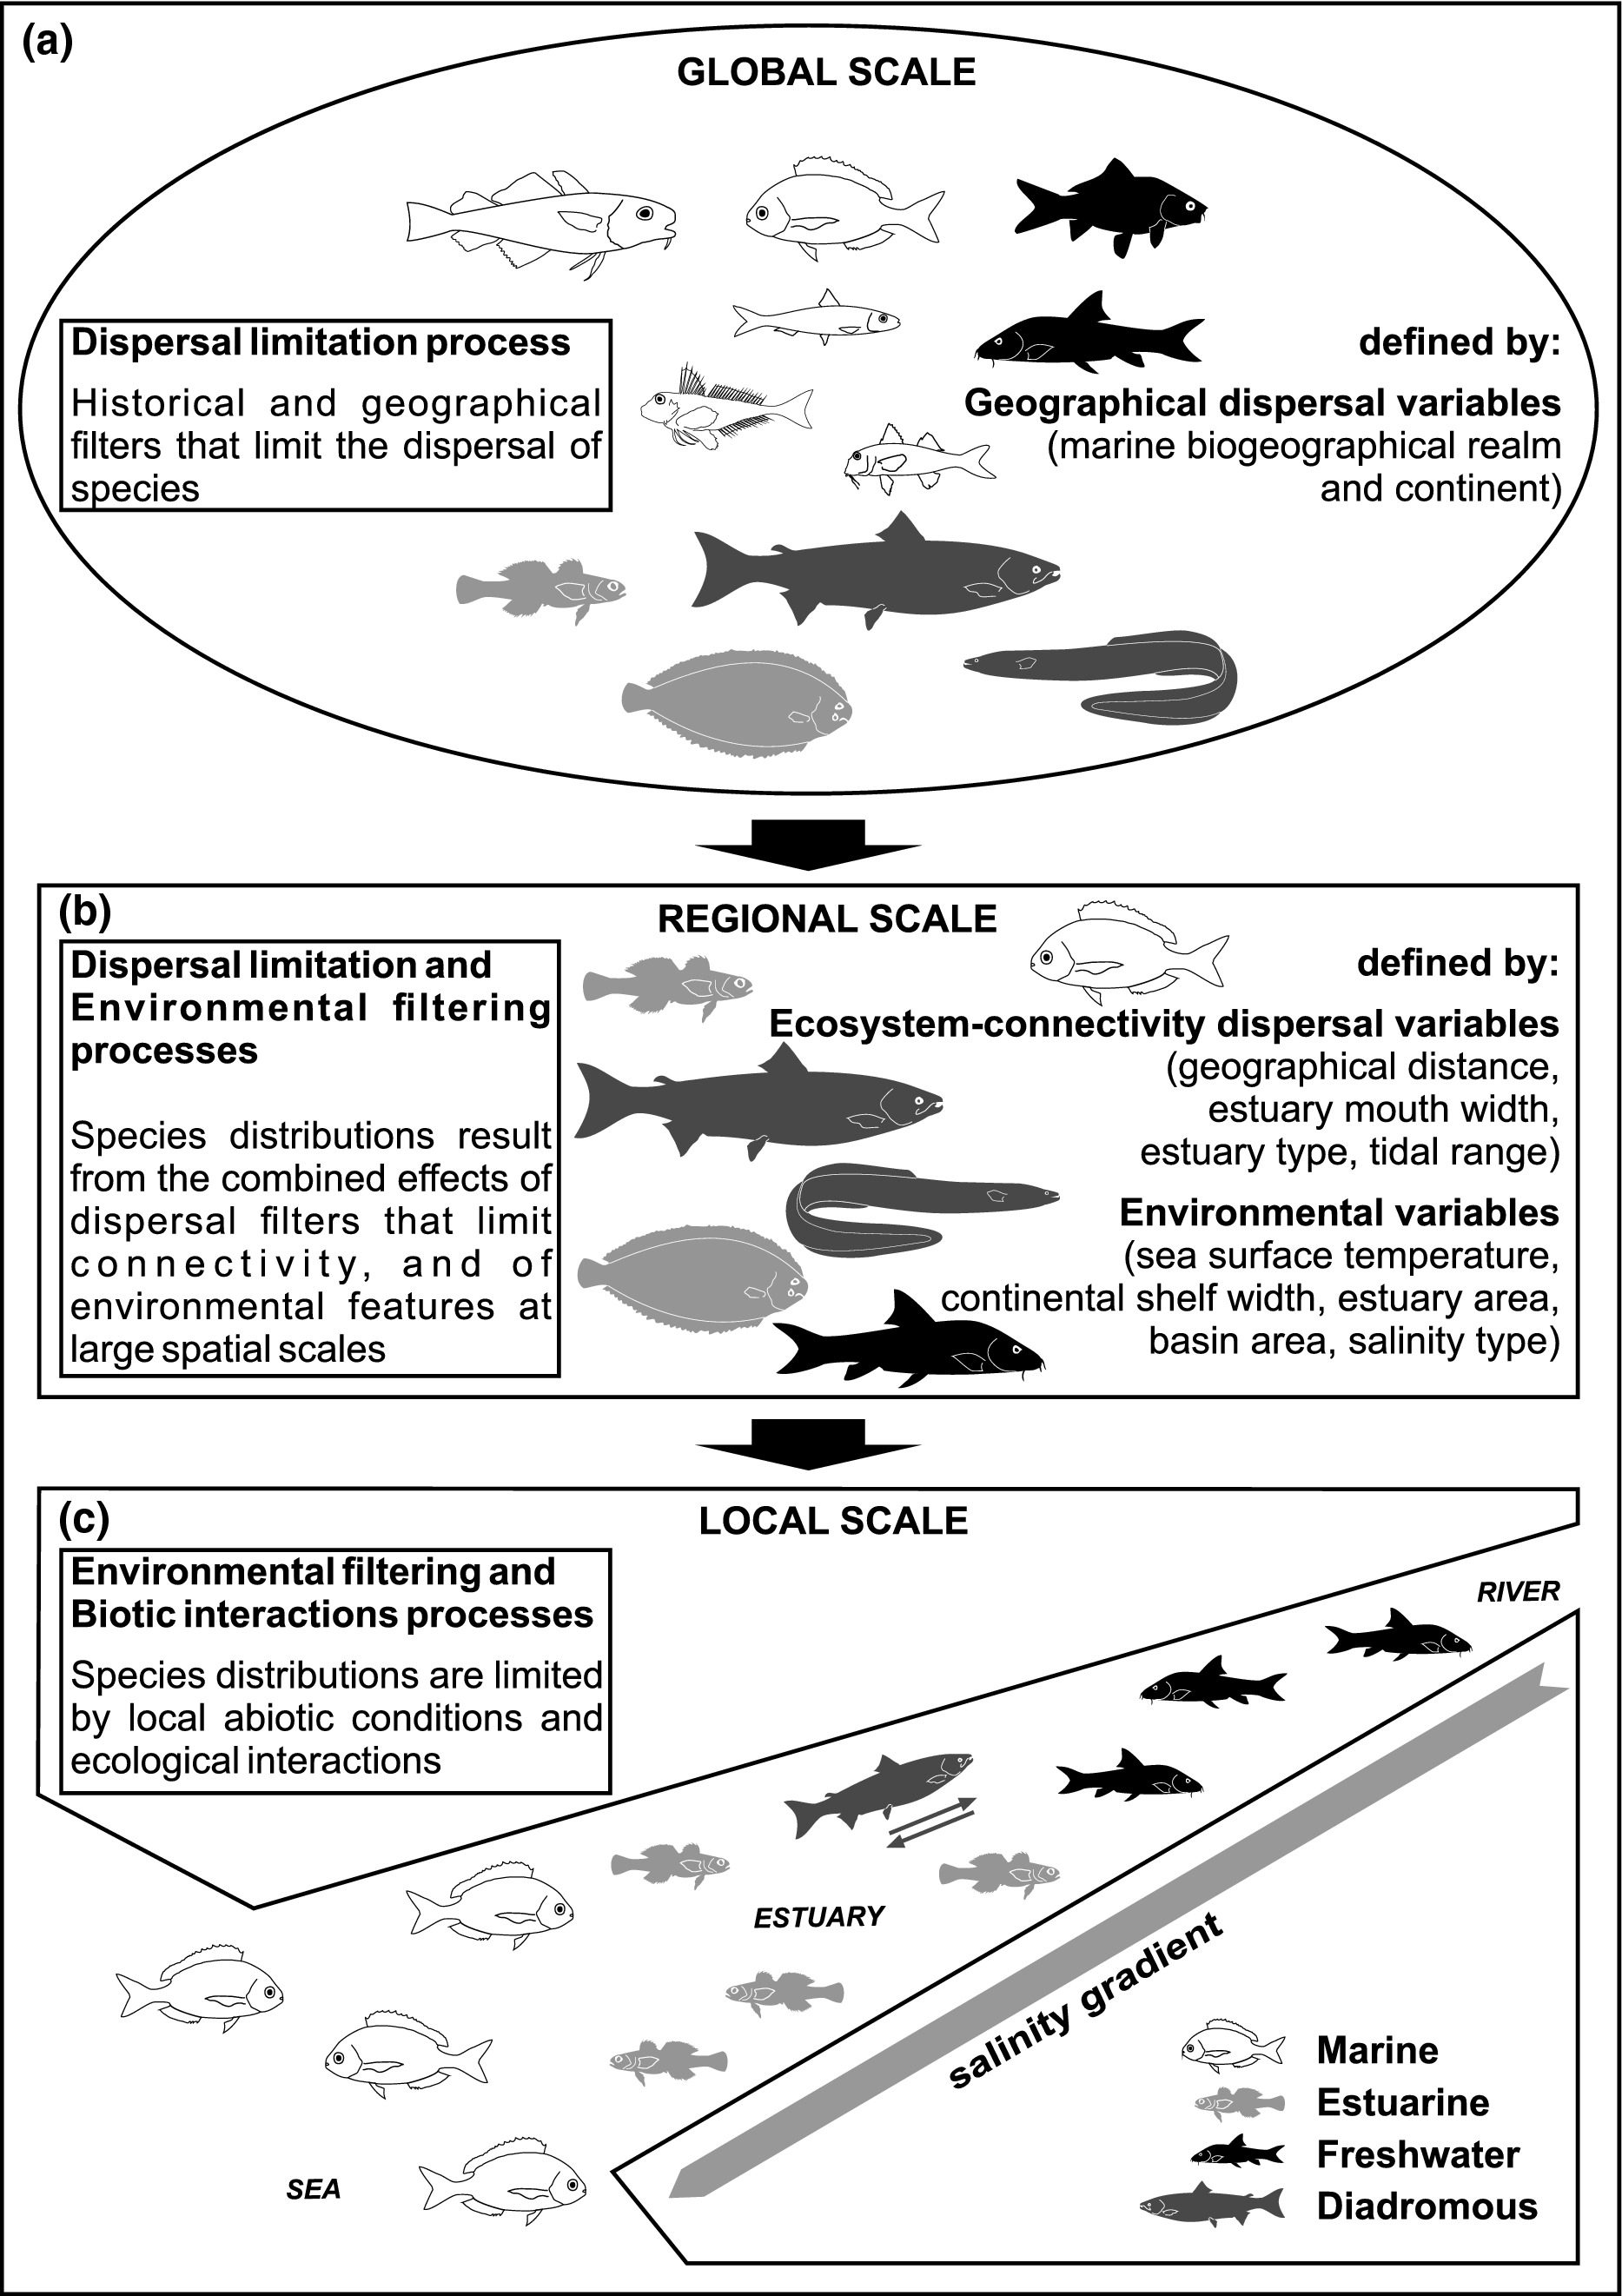 (a)
GLOBAL SCALE
Dispersal limitation process
Historical and geographical
filters that limit the dispersal of
species
defined by:
Geographical dispersal variables
(marine biogeographical realm
and continent)
(b)
REGIONAL SCALE
Dispersal limitation and
Environmental filtering
processes
Species distributions result
from the combined effects of
dispersal filters that limit
connectivity, and of
environmental features at
large spatial scales
defined by:
Ecosystem-connectivity dispersal variables
(geographical distance,
estuary mouth width,
estuary type, tidal range)
Environmental variables
(sea surface temperature,
continental shelf width, estuary area,
basin area, salinity type)
(c)
LOCAL SCALE
Environmental filtering and
Biotic interactions processes
Species distributions are limited
by local abiotic conditions and
ecological interactions
RIVER
ESTUARY
SEA
salinity gradient
Marine
Estuarine
Freshwater
Diadromous